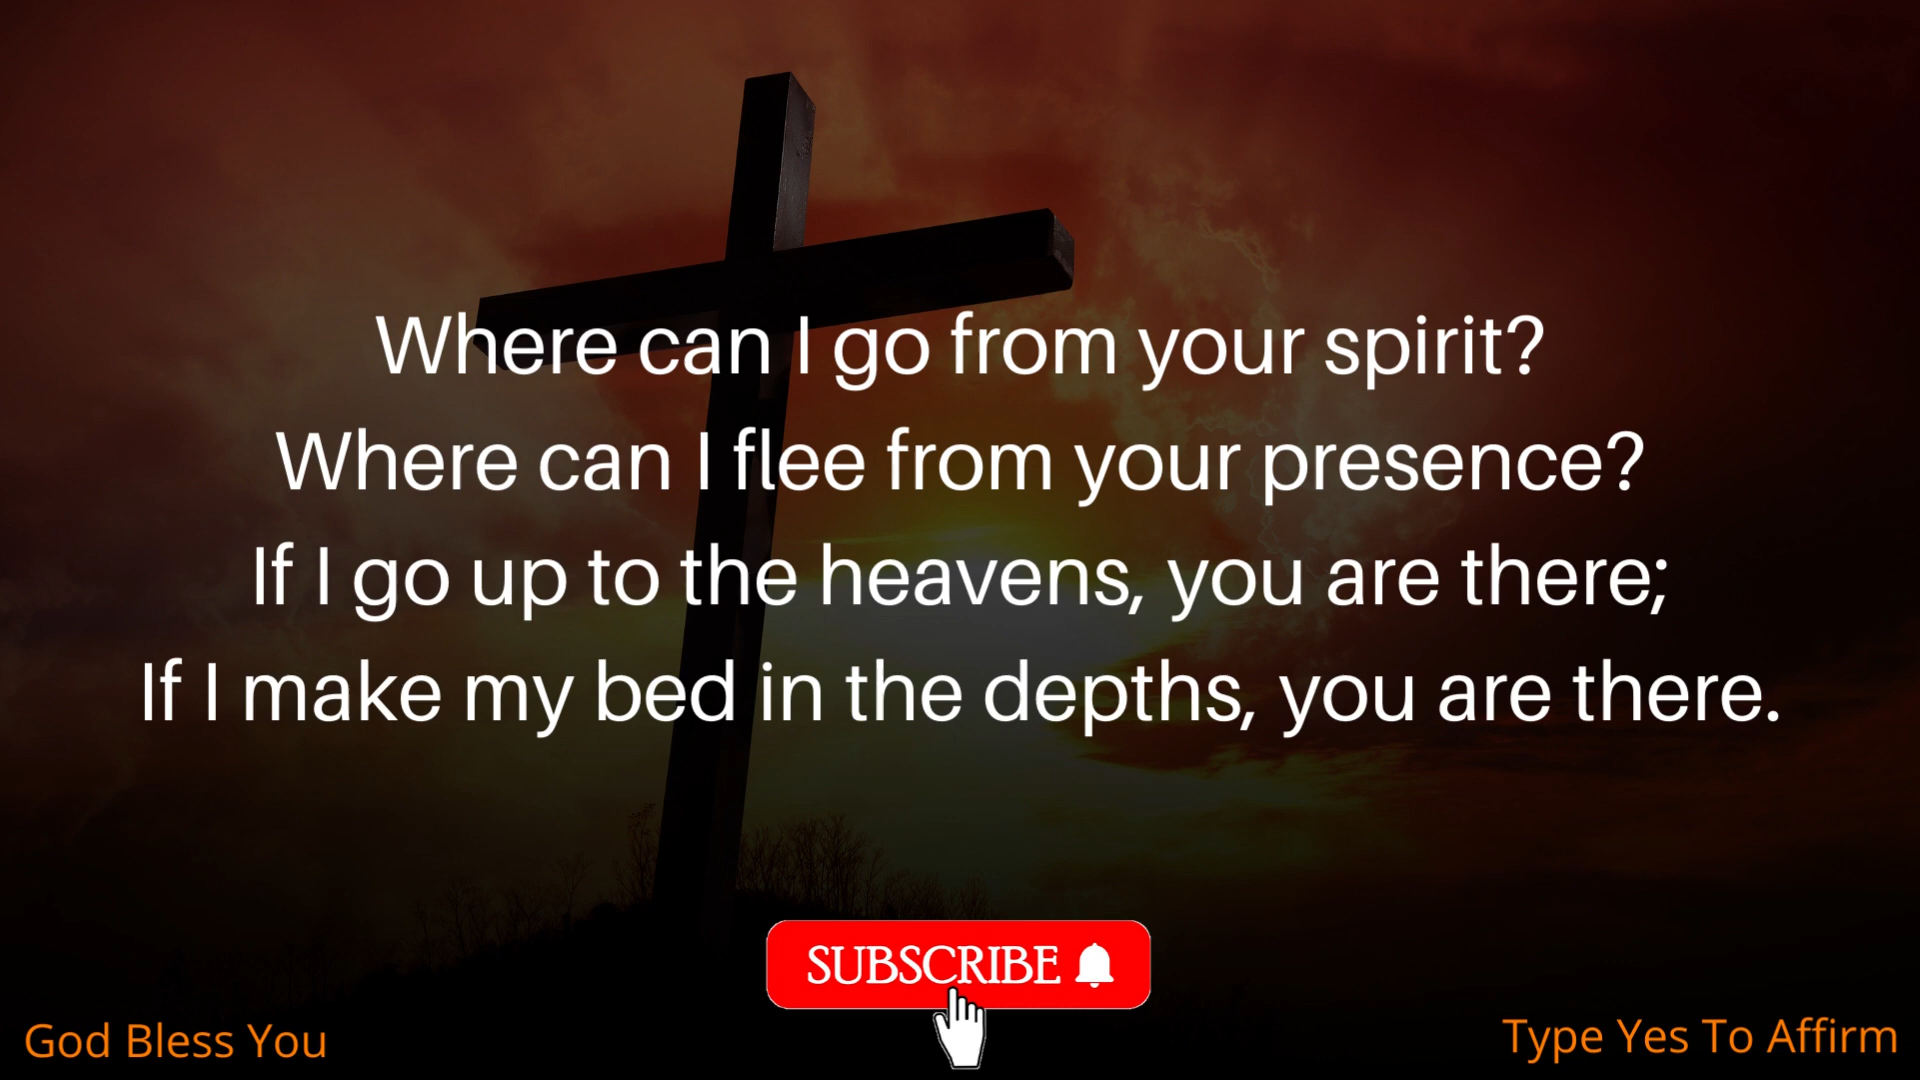 Where can I go from your spirit?
Where can I flee from your presence?
If I go up to the heavens, you are there;
If I make my bed in the depths, you are there.
SUBSCRIBE
God Bless You
Type Yes To Affirm